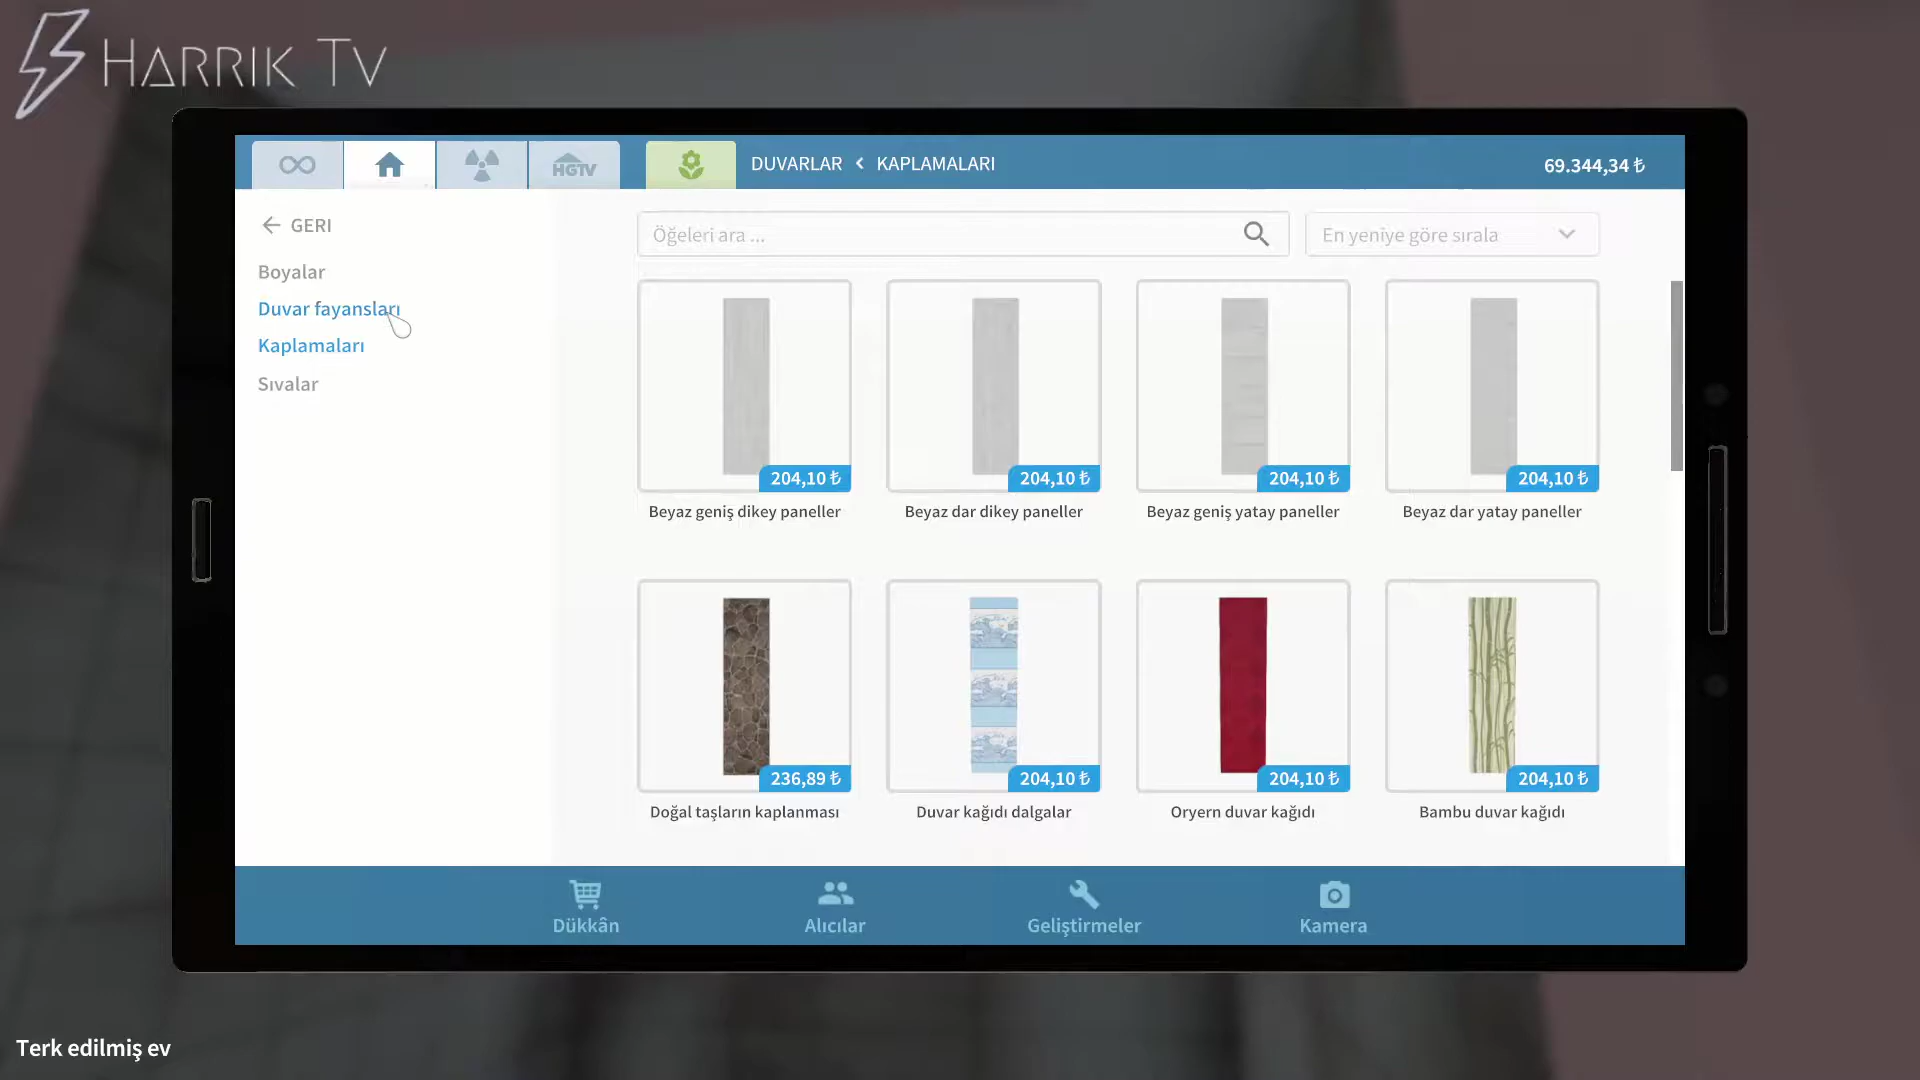 HARRIK TV
HGTV
DUVARLAR < KAPLAMALARI
69.344,34 ₺
GERI
Boyalar
Duvar fayansları
Kaplamaları
Sıvalar
Öğeleri ara ...
En yeniye göre sırala
204,10 ₺
204,10 ₺
204,10 ₺
204,10 ₺
Beyaz geniş dikey paneller
Beyaz dar dikey paneller
Beyaz geniş yatay paneller
Beyaz dar yatay paneller
236,89 ₺
204,10 ₺
204,10 ₺
204,10 ₺
Doğal taşların kaplanması
Duvar kağıdı dalgalar
Oryern duvar kağıdı
Bambu duvar kağıdı
Dükkân
Alıcılar
Geliştirmeler
Kamera
Terk edilmiş ev